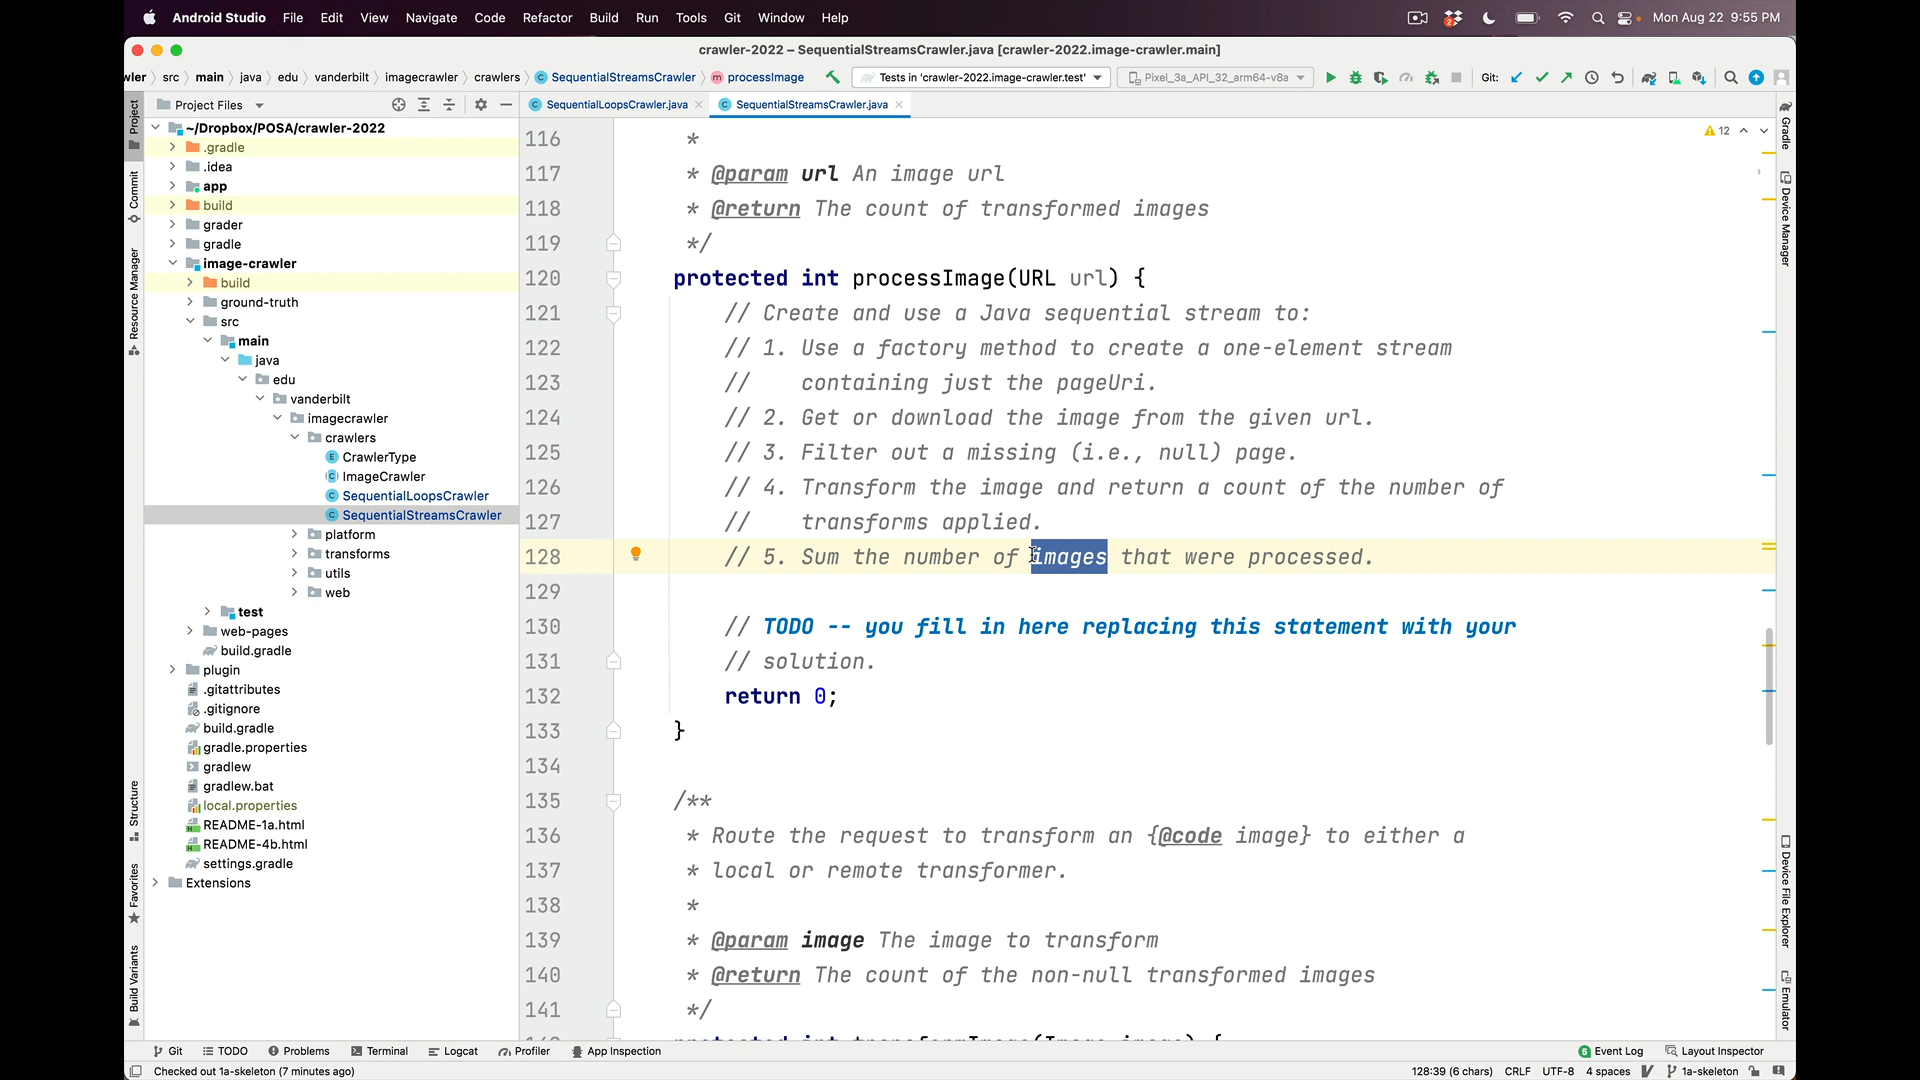 Android Studio File Edit View Navigate Code Refactor Build Run Tools Git Window Help Mon Aug 22 9:55 PM
crawler-2022 – SequentialStreamsCrawler.java [crawler-2022.image-crawler.main]
wler src main java edu vanderbilt imagecrawler crawlers SequentialStreamsCrawler processImage Tests in 'crawler-2022.image-crawler.test' Pixel_3a_API_32_arm64-v8a Git:
Project Files
SequentialLoopsCrawler.java SequentialStreamsCrawler.java
Project
Commit
Resource Manager
Structure
Favorites
Build Variants
~/Dropbox/POSA/crawler-2022
.gradle
.idea
app
build
grader
gradle
image-crawler
build
ground-truth
src
main
java
edu
vanderbilt
imagecrawler
crawlers
CrawlerType
ImageCrawler
SequentialLoopsCrawler
SequentialStreamsCrawler
platform
transforms
utils
web
test
web-pages
build.gradle
plugin
.gitattributes
.gitignore
build.gradle
gradle.properties
gradlew
gradlew.bat
local.properties
README-1a.html
README-4b.html
settings.gradle
Extensions
12
116 *
117 * @param url An image url
118 * @return The count of transformed images
119 */
120 protected int processImage(URL url) {
121 // Create and use a Java sequential stream to:
122 // 1. Use a factory method to create a one-element stream
123 //    containing just the pageUri.
124 // 2. Get or download the image from the given url.
125 // 3. Filter out a missing (i.e., null) page.
126 // 4. Transform the image and return a count of the number of
127 //    transforms applied.
128 // 5. Sum the number of images that were processed.
129
130 // TODO -- you fill in here replacing this statement with your
131 // solution.
132 return 0;
133 }
134
135 /**
136 * Route the request to transform an {@code image} to either a
137 * local or remote transformer.
138 *
139 * @param image The image to transform
140 * @return The count of the non-null transformed images
141 */
Gradle
Device Manager
Device File Explorer
Emulator
Git TODO Problems Terminal Logcat Profiler App Inspection 5 Event Log Layout Inspector
Checked out 1a-skeleton (7 minutes ago) 128:39 (6 chars) CRLF UTF-8 4 spaces 1a-skeleton